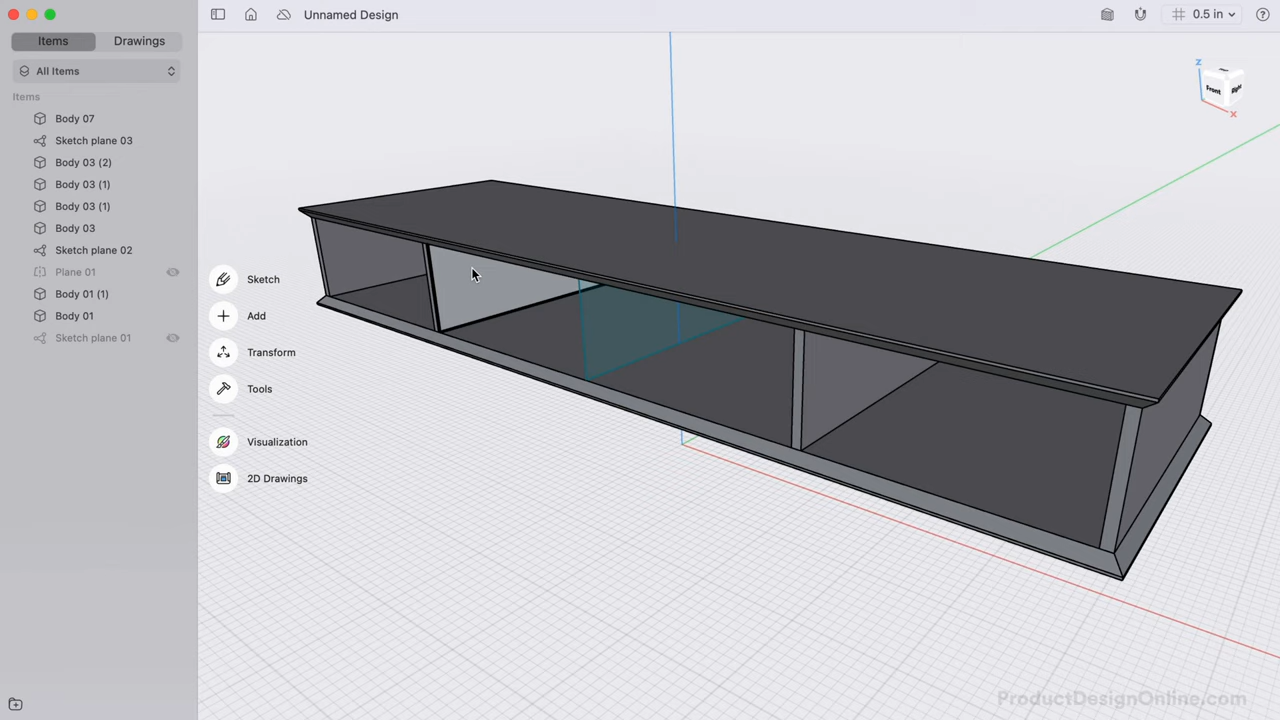 Unnamed Design
0.5 in
Items
Drawings
All Items
Items
Body 07
Sketch plane 03
Body 03 (2)
Body 03 (1)
Body 03 (1)
Body 03
Sketch plane 02
Plane 01
Body 01 (1)
Body 01
Sketch plane 01
Sketch
Add
Transform
Tools
Visualization
2D Drawings
Z
Front
Right
X
ProductDesignOnline.com